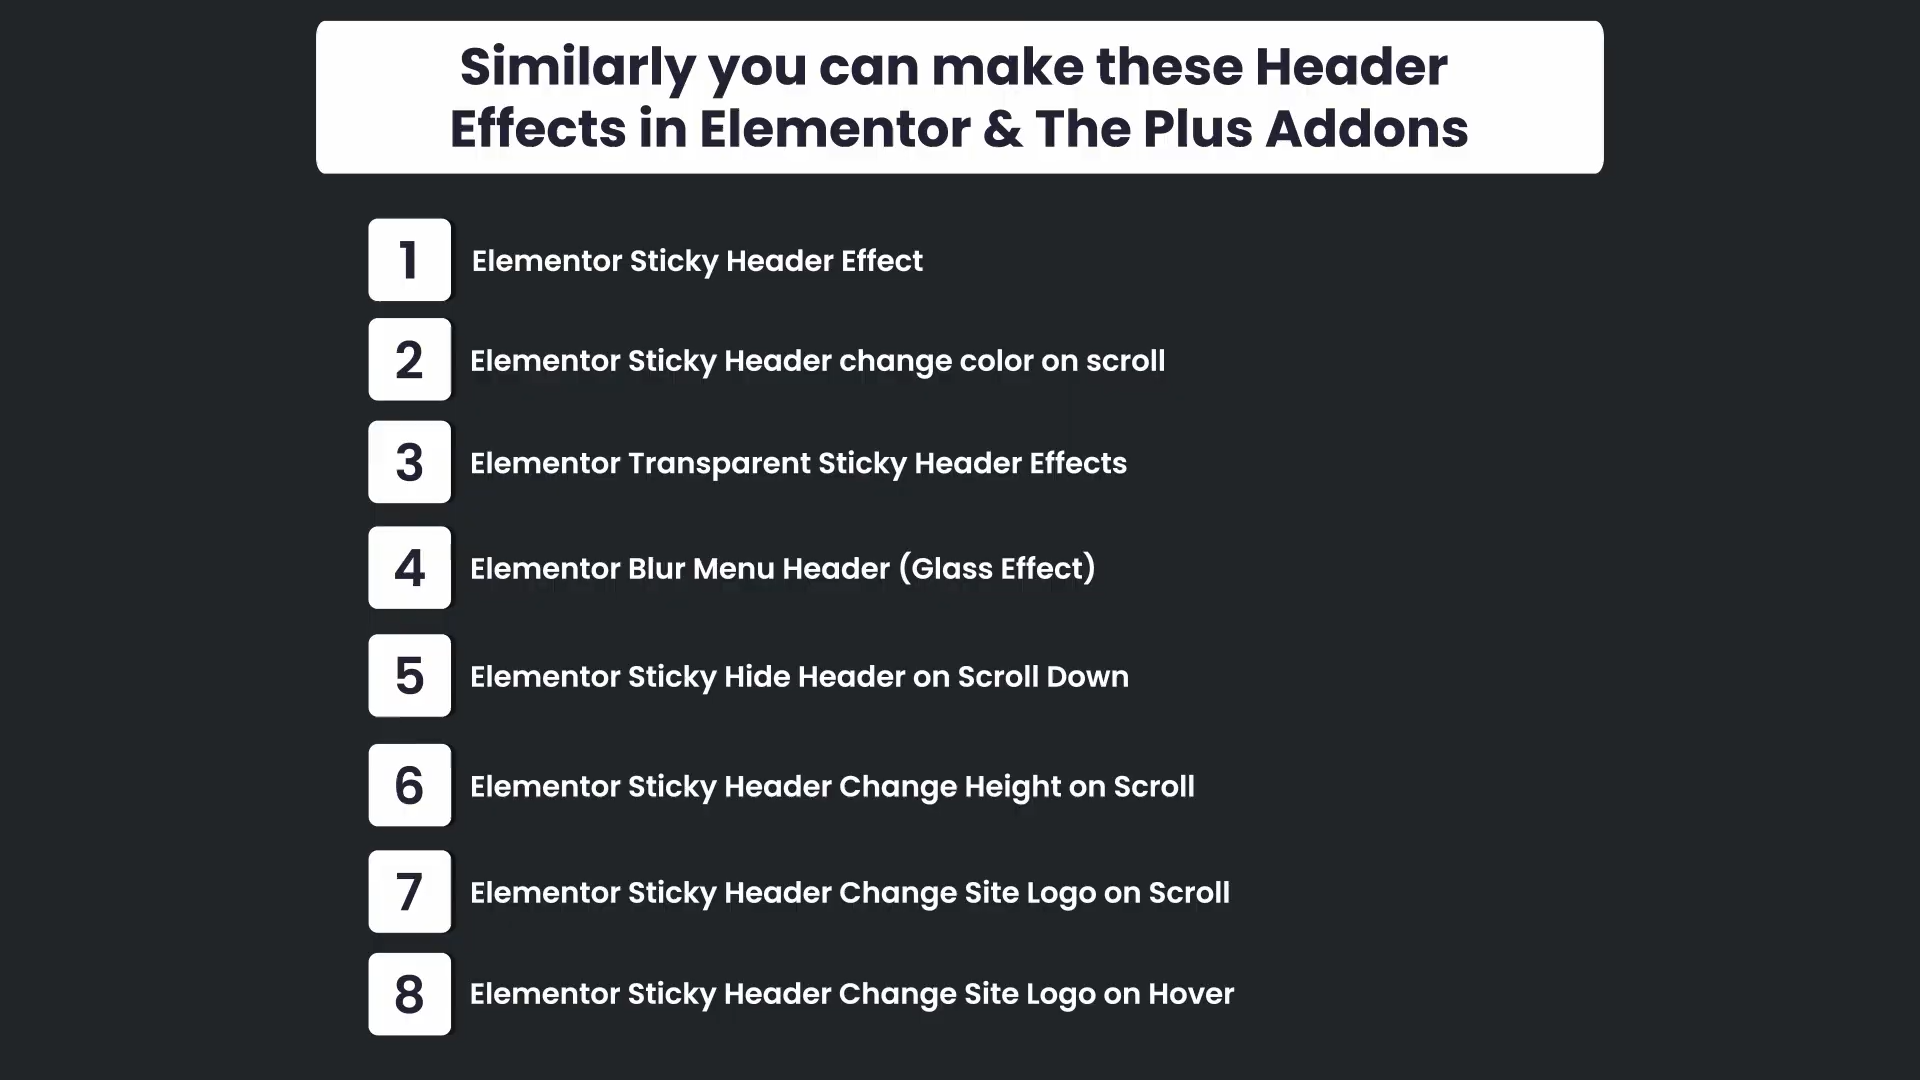 Similarly you can make these Header
Effects in Elementor & The Plus Addons
1 Elementor Sticky Header Effect
2 Elementor Sticky Header change color on scroll
3 Elementor Transparent Sticky Header Effects
4 Elementor Blur Menu Header (Glass Effect)
5 Elementor Sticky Hide Header on Scroll Down
6 Elementor Sticky Header Change Height on Scroll
7 Elementor Sticky Header Change Site Logo on Scroll
8 Elementor Sticky Header Change Site Logo on Hover